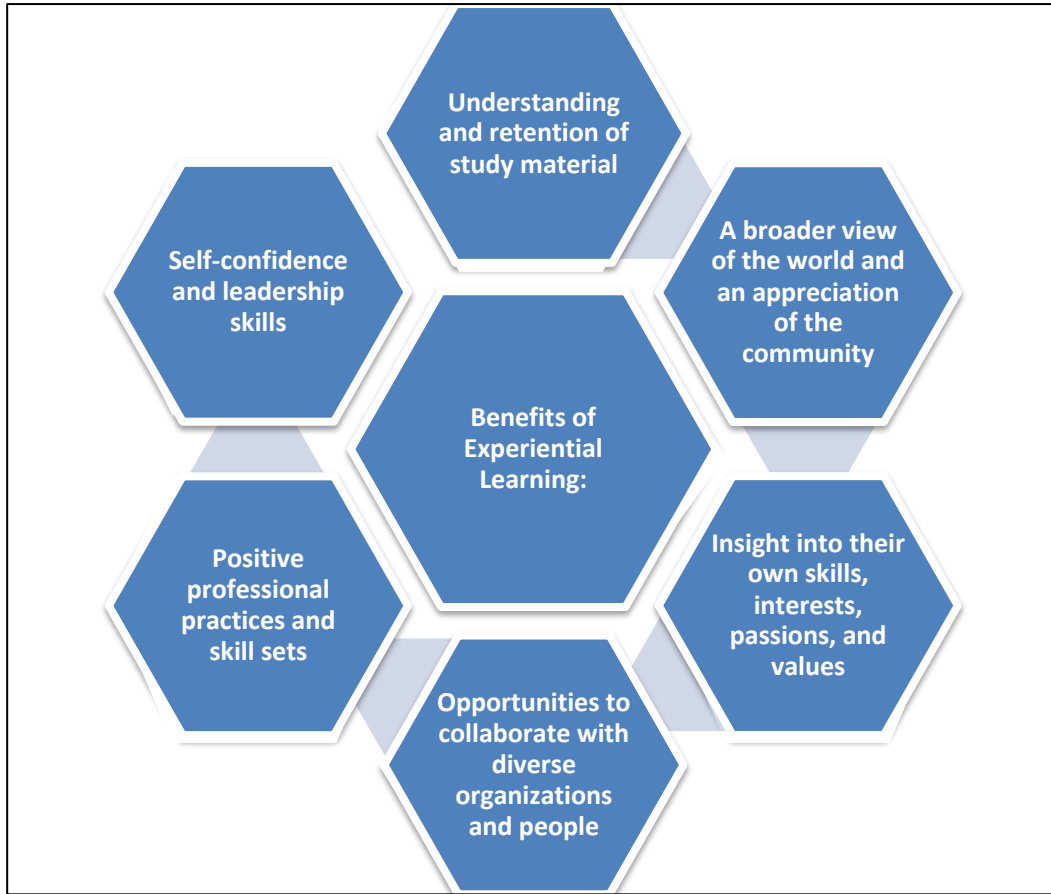 Understanding
and retention of
study material
A broader view
of the world and
an appreciation
of the
community
Insight into their
own skills,
interests,
passions, and
values
Opportunities to
collaborate with
diverse
organizations
and people
Positive
professional
practices and
skill sets
Self-confidence
and leadership
skills
Benefits of
Experiential
Learning: